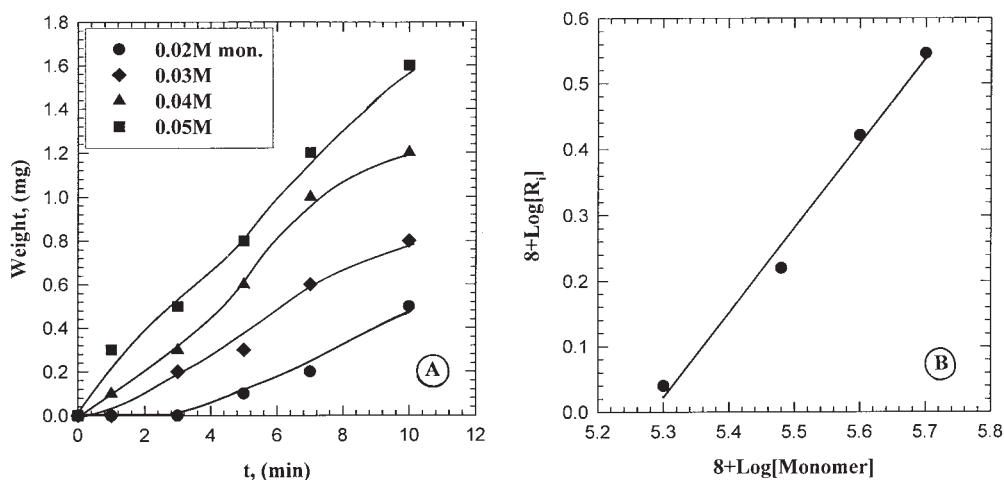 1.8
1.6
1.4
1.2
1.0
0.8
0.6
0.4
0.2
0.0
0 2 4 6 8 10 12
Weight, (mg)
t, (min)
0.02M mon.
0.03M
0.04M
0.05M
A
0.6
0.5
0.4
0.3
0.2
0.1
0.0
5.2 5.3 5.4 5.5 5.6 5.7 5.8
8+Log[Ri]
8+Log[Monomer]
B